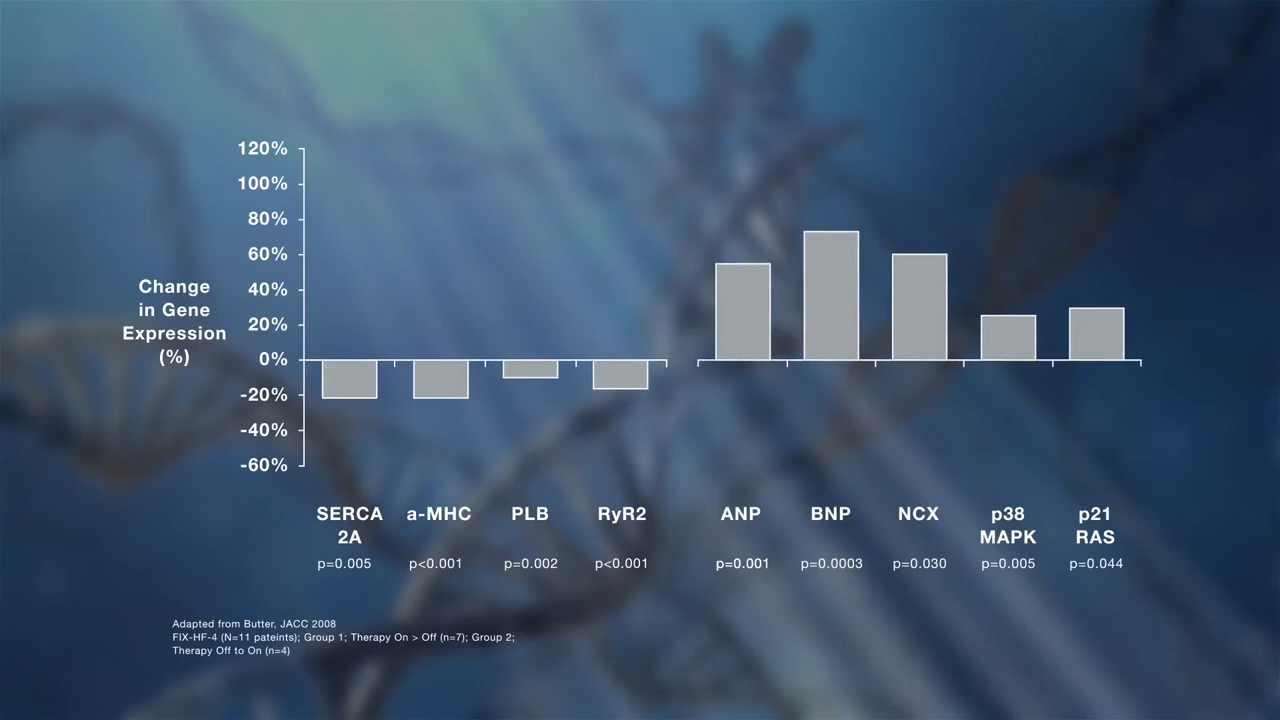 120%
100%
80%
60%
40%
20%
0%
-20%
-40%
-60%
Change
in Gene
Expression
(%)
SERCA
2A
a-MHC
PLB
RyR2
ANP
BNP
NCX
p38
MAPK
p21
RAS
p=0.005
p<0.001
p=0.002
p<0.001
p=0.001
p=0.0003
p=0.030
p=0.005
p=0.044
Adapted from Butter, JACC 2008
FIX-HF-4 (N=11 pateints); Group 1; Therapy On > Off (n=7); Group 2;
Therapy Off to On (n=4)